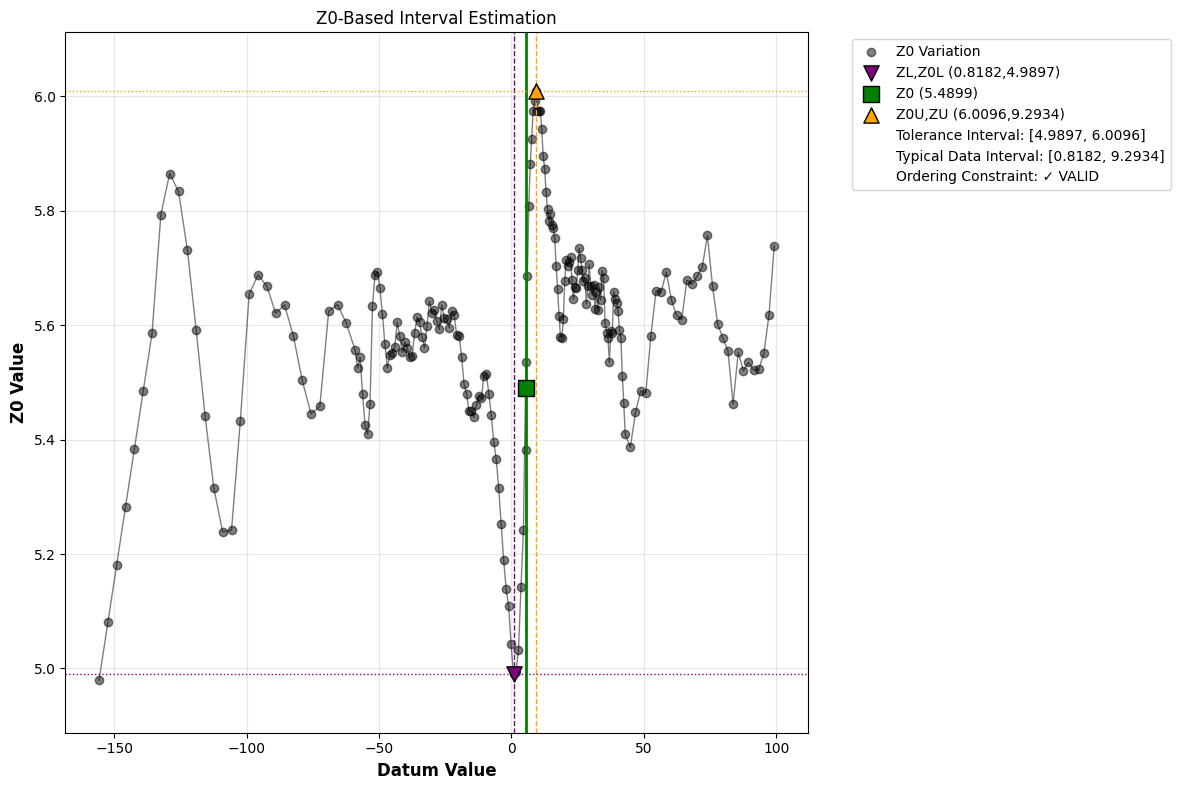 Z0-Based Interval Estimation
Z0 Value
6.0
5.8
5.6
5.4
5.2
5.0
−150
−100
−50
0
50
100
Datum Value
Z0 Variation
ZL,Z0L (0.8182,4.9897)
Z0 (5.4899)
Z0U,ZU (6.0096,9.2934)
Tolerance Interval: [4.9897, 6.0096]
Typical Data Interval: [0.8182, 9.2934]
Ordering Constraint: ✓ VALID